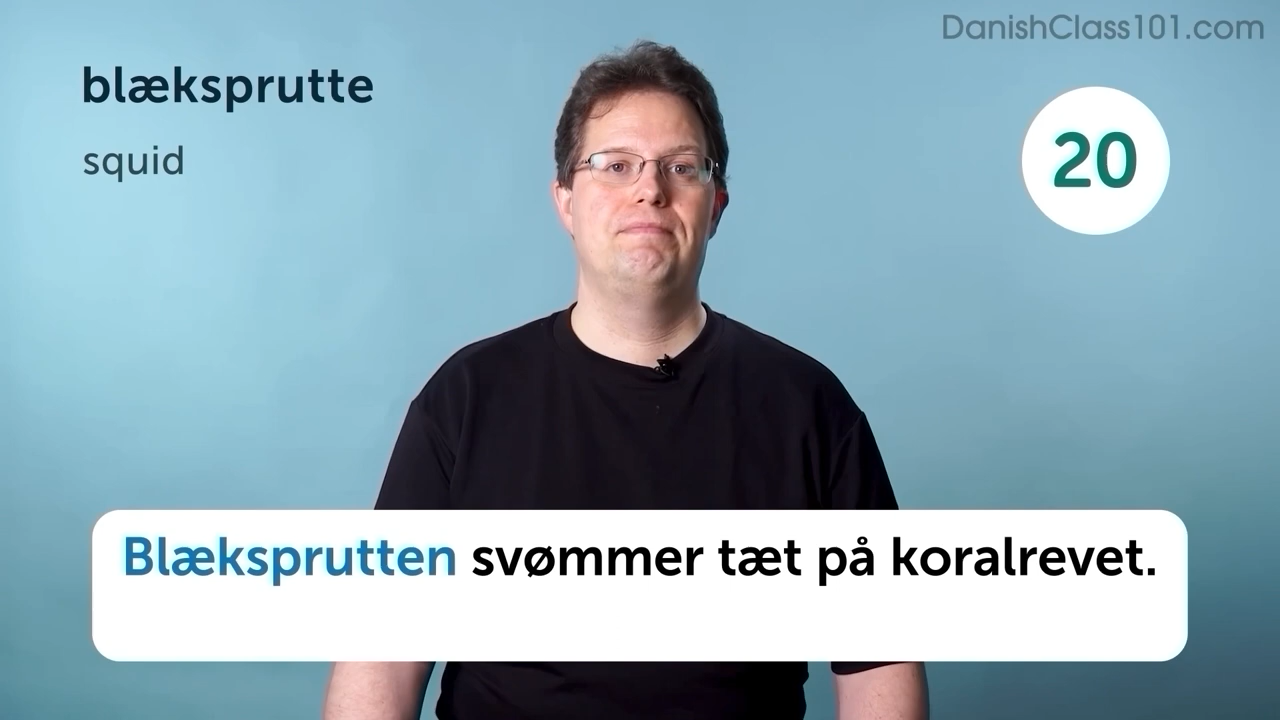 DanishClass101.com
blæksprutte
squid
20
Blæksprutten svømmer tæt på koralrevet.